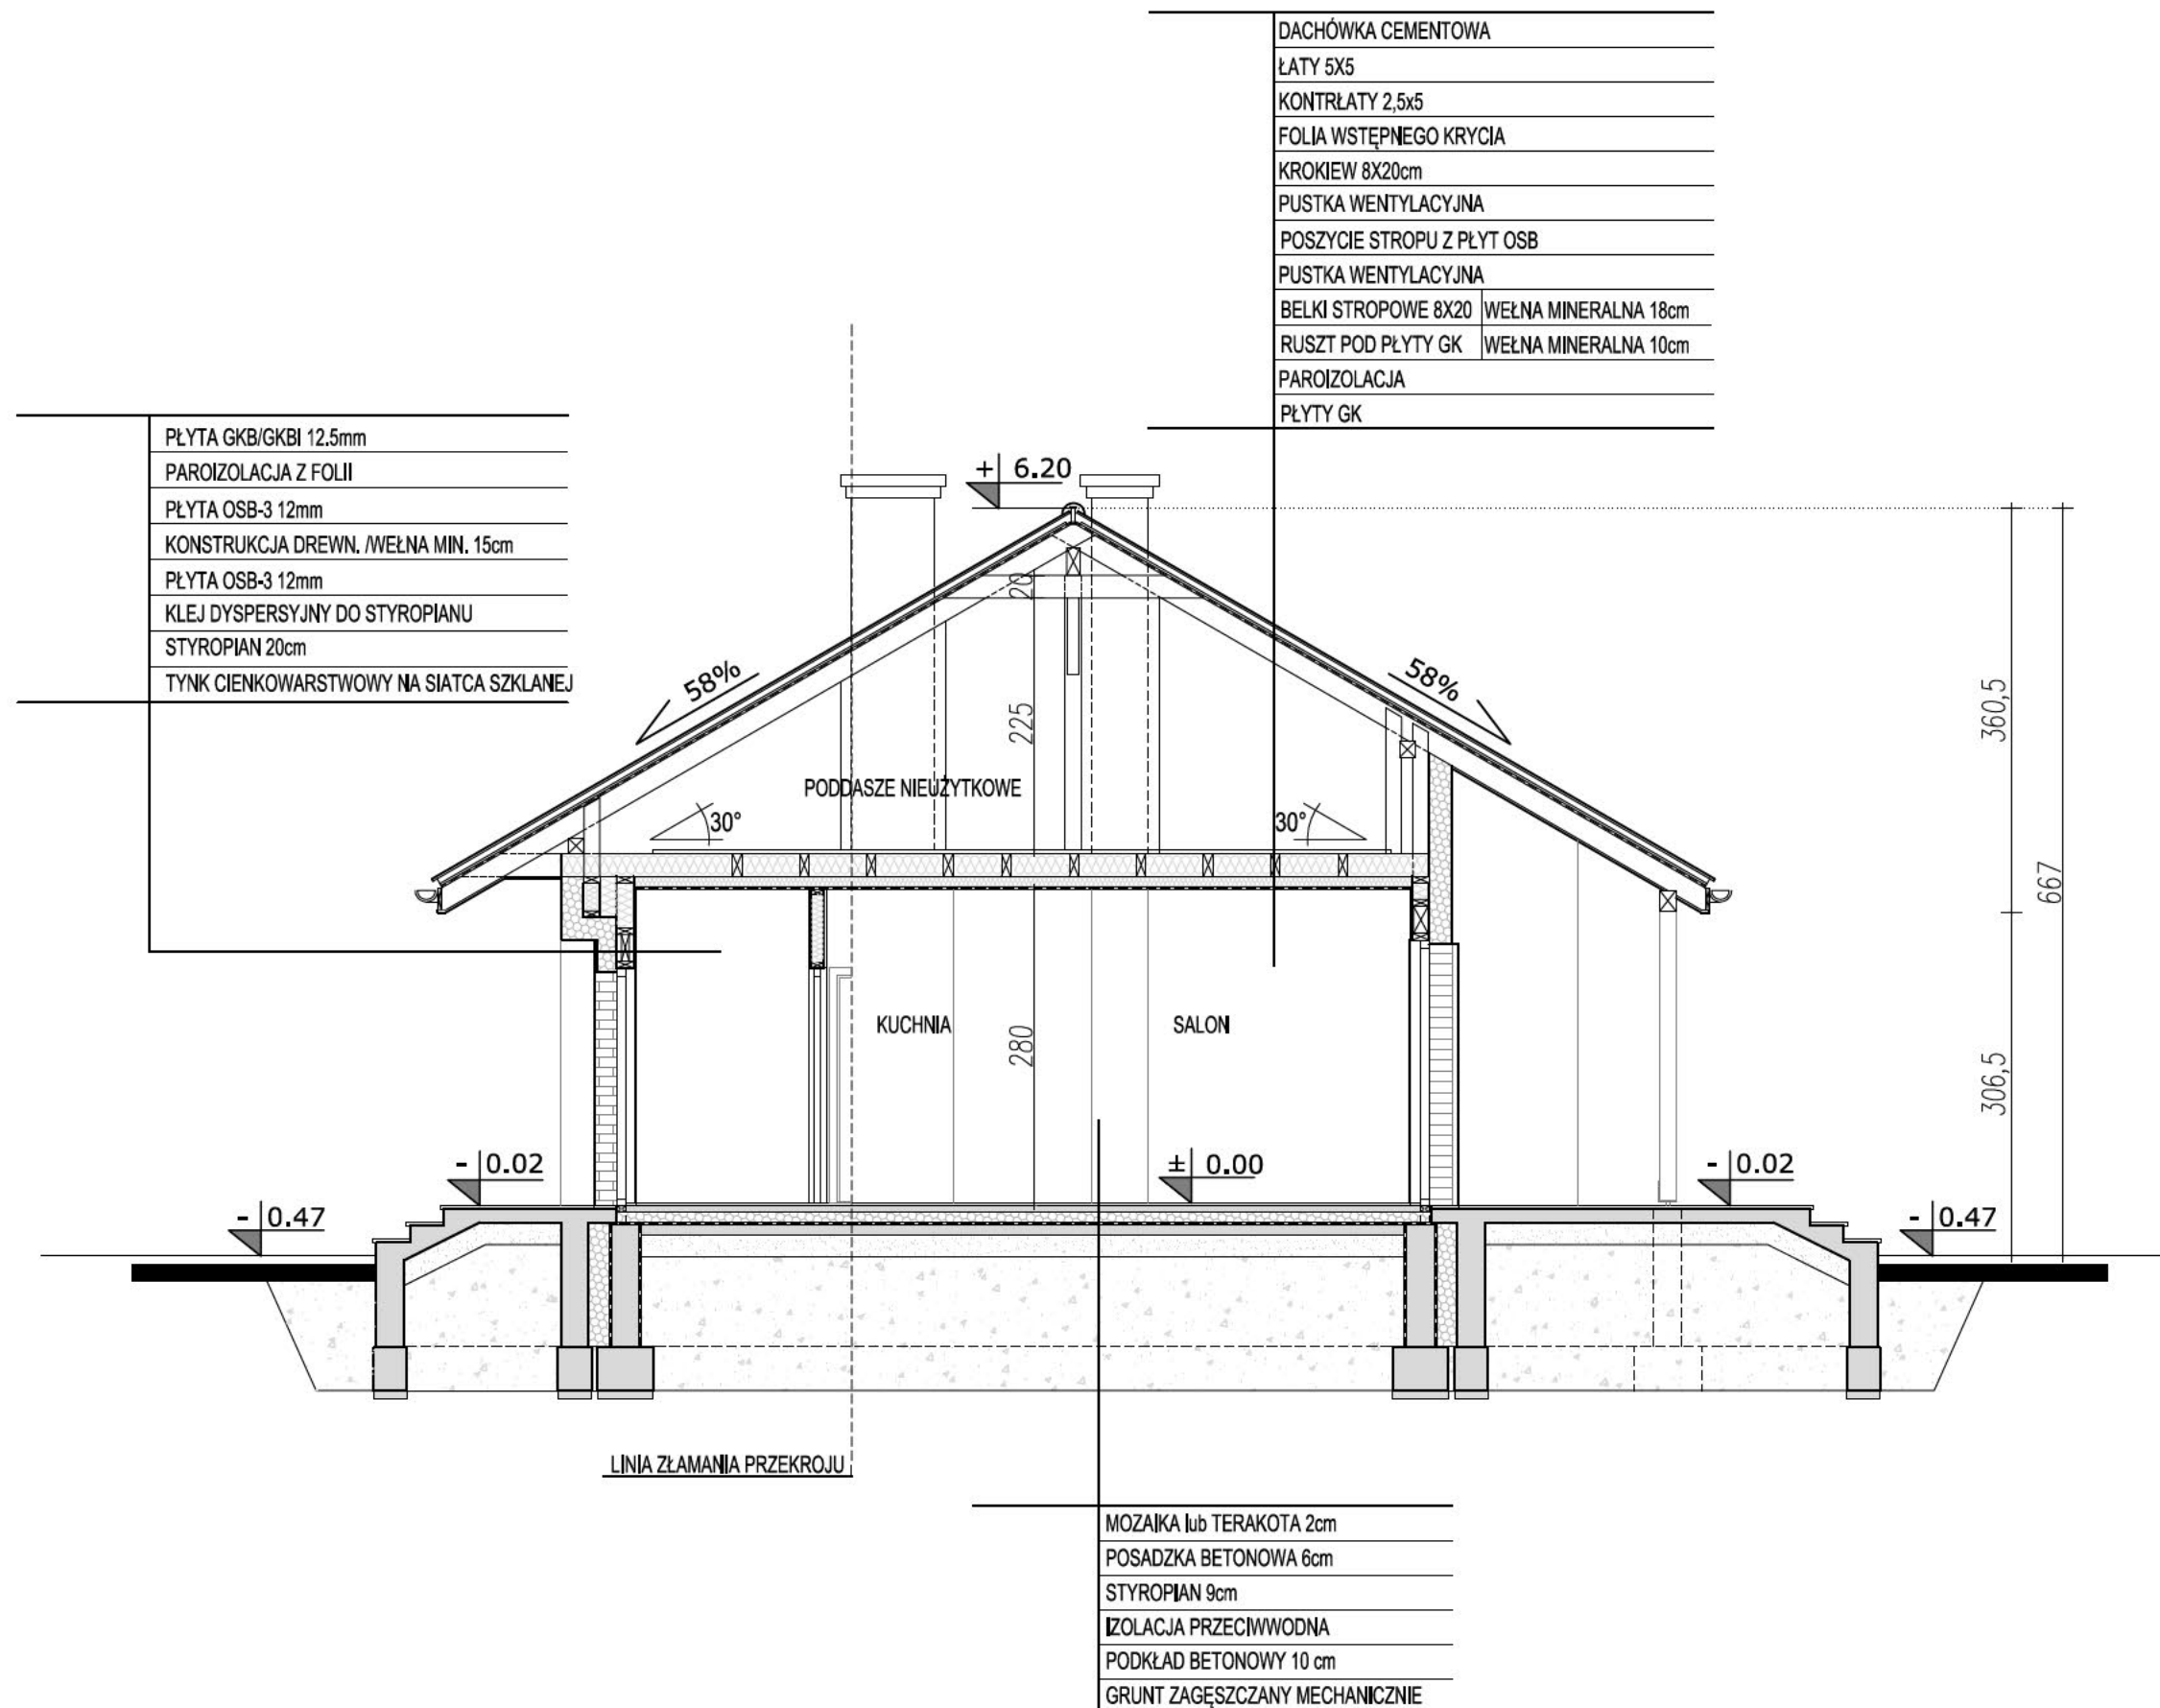 DACHÓWKA CEMENTOWA
ŁATY 5X5
KONTRŁATY 2,5x5
FOLIA WSTĘPNEGO KRYCIA
KROKIEW 8X20cm
PUSTKA WENTYLACYJNA
POSZYCIE STROPU Z PŁYT OSB
PUSTKA WENTYLACYJNA
BELKI STROPOWE 8X20 WEŁNA MINERALNA 18cm
RUSZT POD PŁYTY GK WEŁNA MINERALNA 10cm
PAROIZOLACJA
PŁYTY GK
PŁYTA GKB/GKBI 12.5mm
PAROIZOLACJA Z FOLII
PŁYTA OSB-3 12mm
KONSTRUKCJA DREWN. /WEŁNA MIN. 15cm
PŁYTA OSB-3 12mm
KLEJ DYSPERSYJNY DO STYROPIANU
STYROPIAN 20cm
TYNK CIENKOWARSTWOWY NA SIATCA SZKLANEJ
+ 6.20
20
58%
58%
225
360,5
PODDASZE NIEUŻYTKOWE
30°
30°
667
KUCHNIA
SALON
280
306,5
- 0.02
± 0.00
- 0.02
- 0.47
- 0.47
LINIA ZŁAMANIA PRZEKROJU
MOZAIKA lub TERAKOTA 2cm
POSADZKA BETONOWA 6cm
STYROPIAN 9cm
IZOLACJA PRZECIWWODNA
PODKŁAD BETONOWY 10 cm
GRUNT ZAGĘSZCZANY MECHANICZNIE